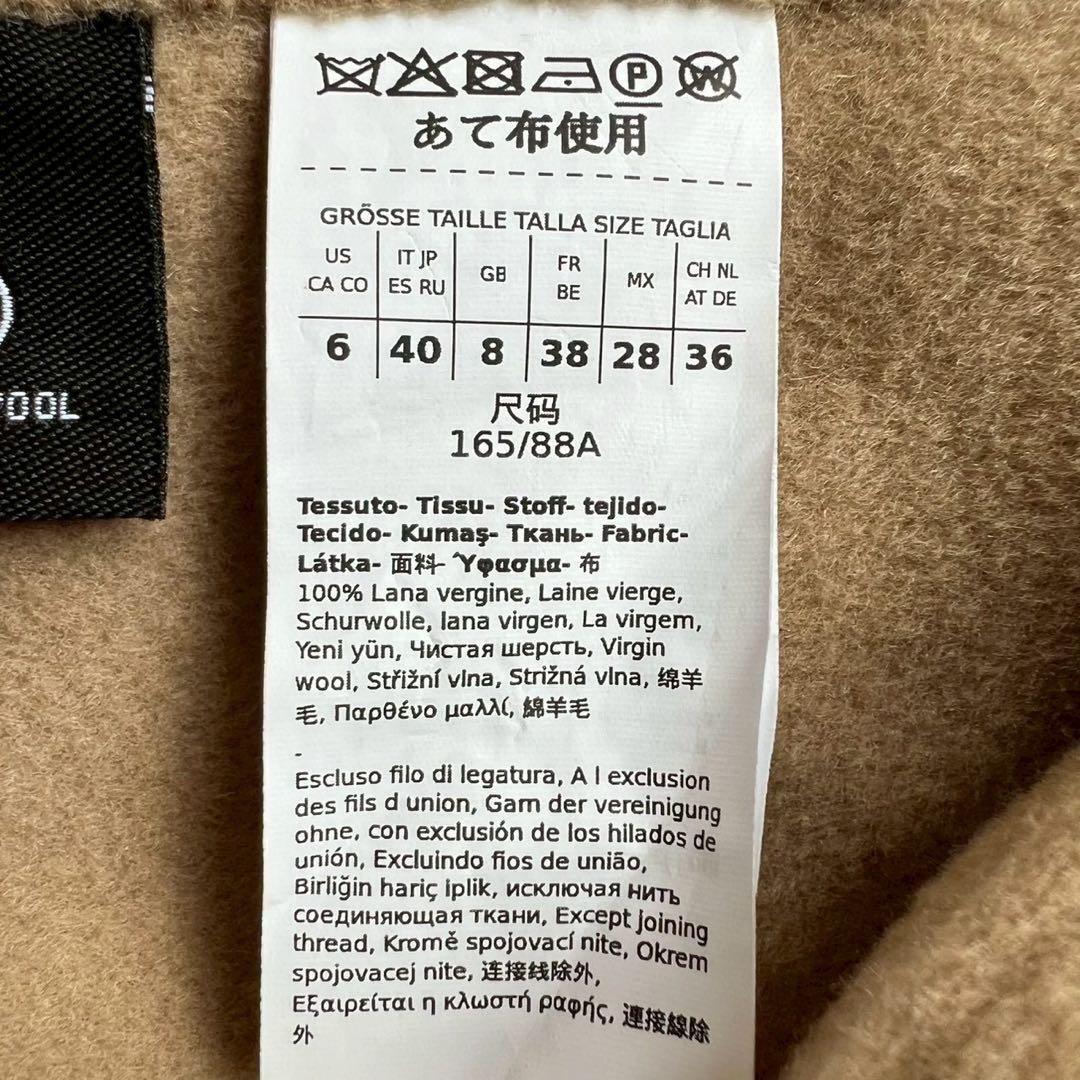 P W
あて布使用
GRÖSSE TAILLE TALLA SIZE TAGLIA
US CA CO | IT JP ES RU | GB | FR BE | MX | CH NL AT DE
6 | 40 | 8 | 38 | 28 | 36
尺码
165/88A
Tessuto- Tissu- Stoff- tejido-
Tecido- Kumaş- Ткань- Fabric-
Látka- 面料- Ύφασμα- 布
100% Lana vergine, Laine vierge,
Schurwolle, lana virgen, La virgem,
Yeni yün, Чистая шерсть, Virgin
wool, Střižní vlna, Strižná vlna, 绵羊
毛, Παρθένο μαλλί, 綿羊毛
-
Escluso filo di legatura, A l exclusion
des fils d union, Garn der vereinigung
ohne, con exclusión de los hilados de
unión, Excluindo fios de união,
Birliğin hariç iplik, исключая нить
соединяющая ткани, Except joining
thread, Kromě spojovací nite, Okrem
spojovacej nite, 连接线除外,
Εξαιρείται η κλωστή ραφής, 連接線除
外